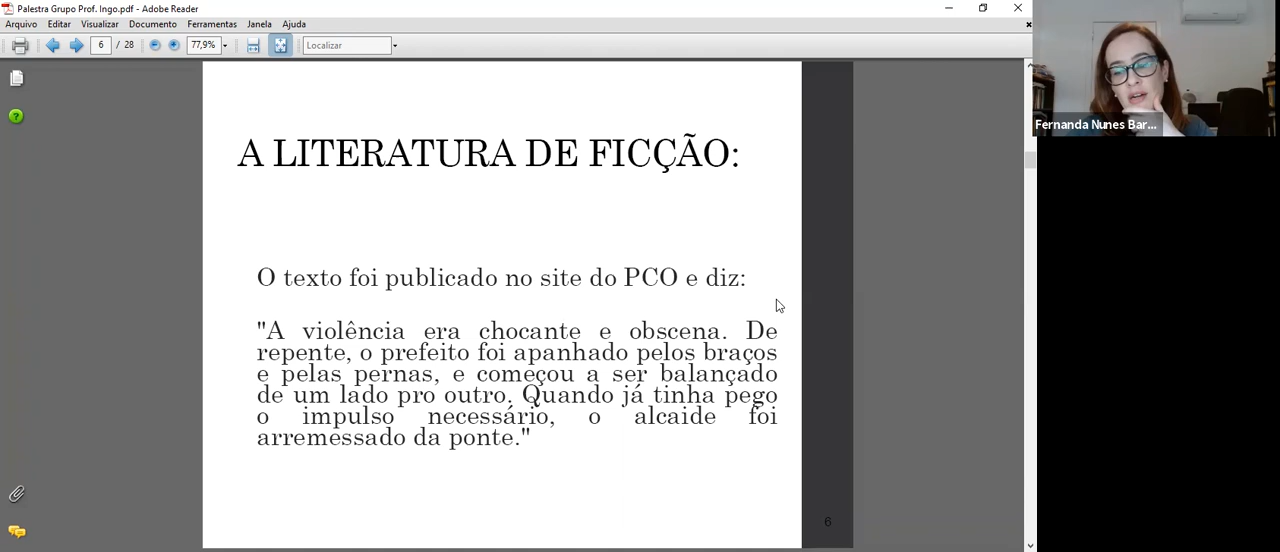 Palestra Grupo Prof. Ingo.pdf - Adobe Reader
Arquivo Editar Visualizar Documento Ferramentas Janela Ajuda
6 / 28 77,9% Localizar
Fernanda Nunes Bar...
A LITERATURA DE FICÇÃO:
O texto foi publicado no site do PCO e diz:
"A violência era chocante e obscena. De
repente, o prefeito foi apanhado pelos braços
e pelas pernas, e começou a ser balançado
de um lado pro outro. Quando já tinha pego
o impulso necessário, o alcaide foi
arremessado da ponte."
6